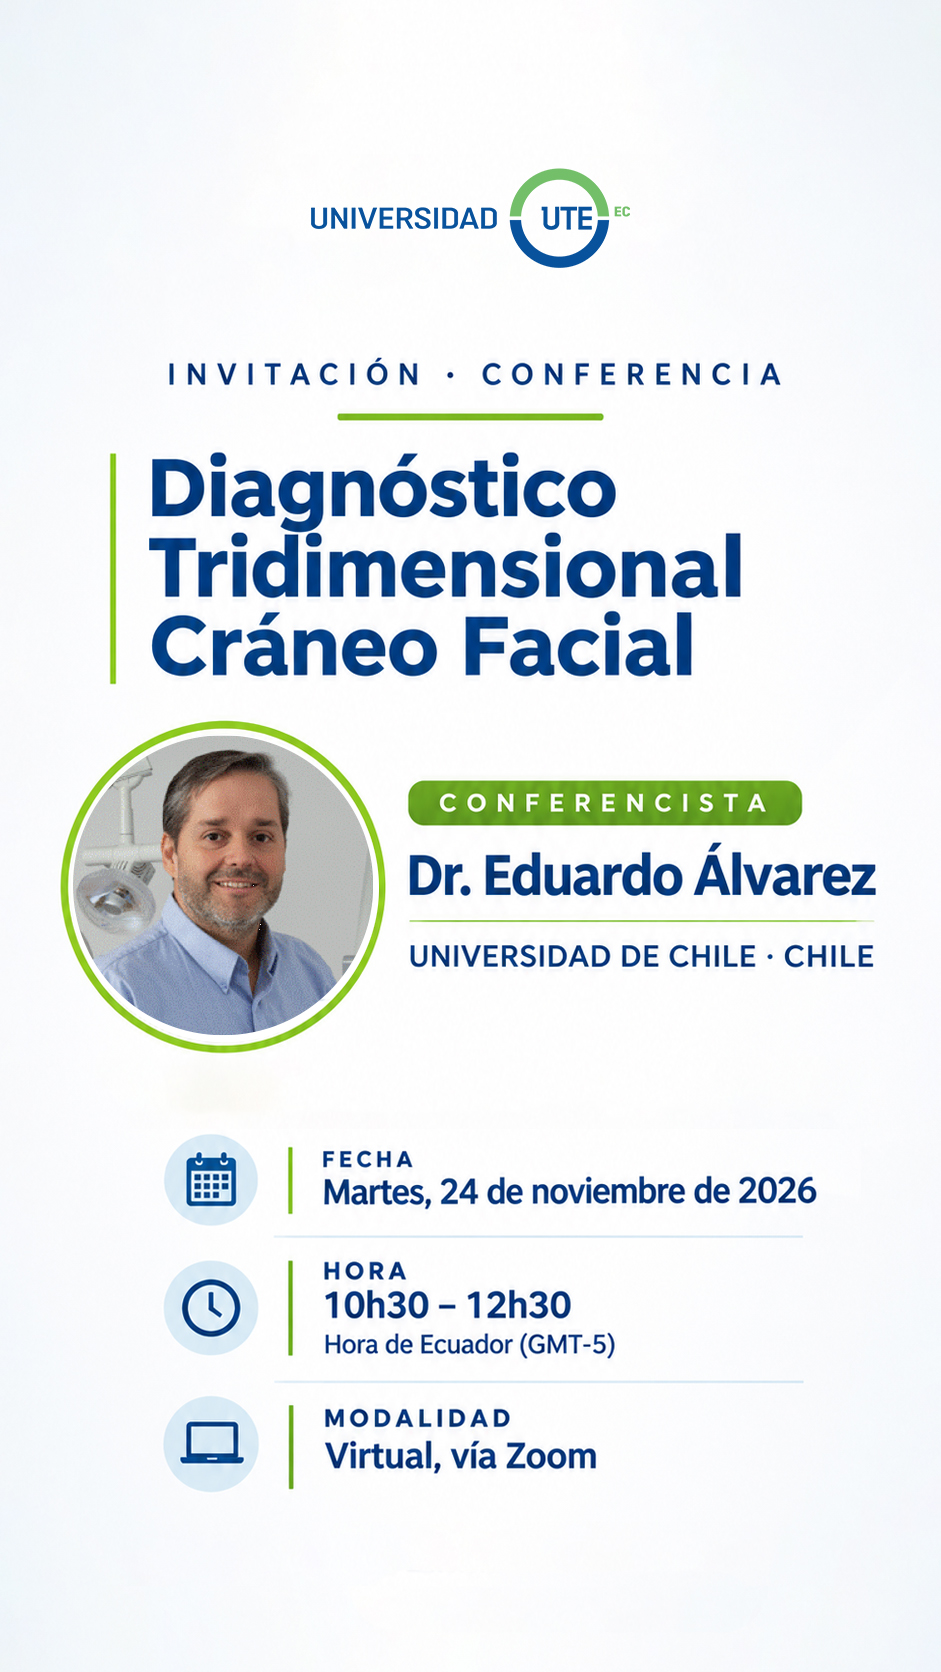 UNIVERSIDAD UTE EC
INVITACIÓN · CONFERENCIA
Diagnóstico
Tridimensional
Cráneo Facial
CONFERENCISTA
Dr. Eduardo Álvarez
UNIVERSIDAD DE CHILE · CHILE
FECHA
Martes, 24 de noviembre de 2026
HORA
10h30 – 12h30
Hora de Ecuador (GMT-5)
MODALIDAD
Virtual, vía Zoom